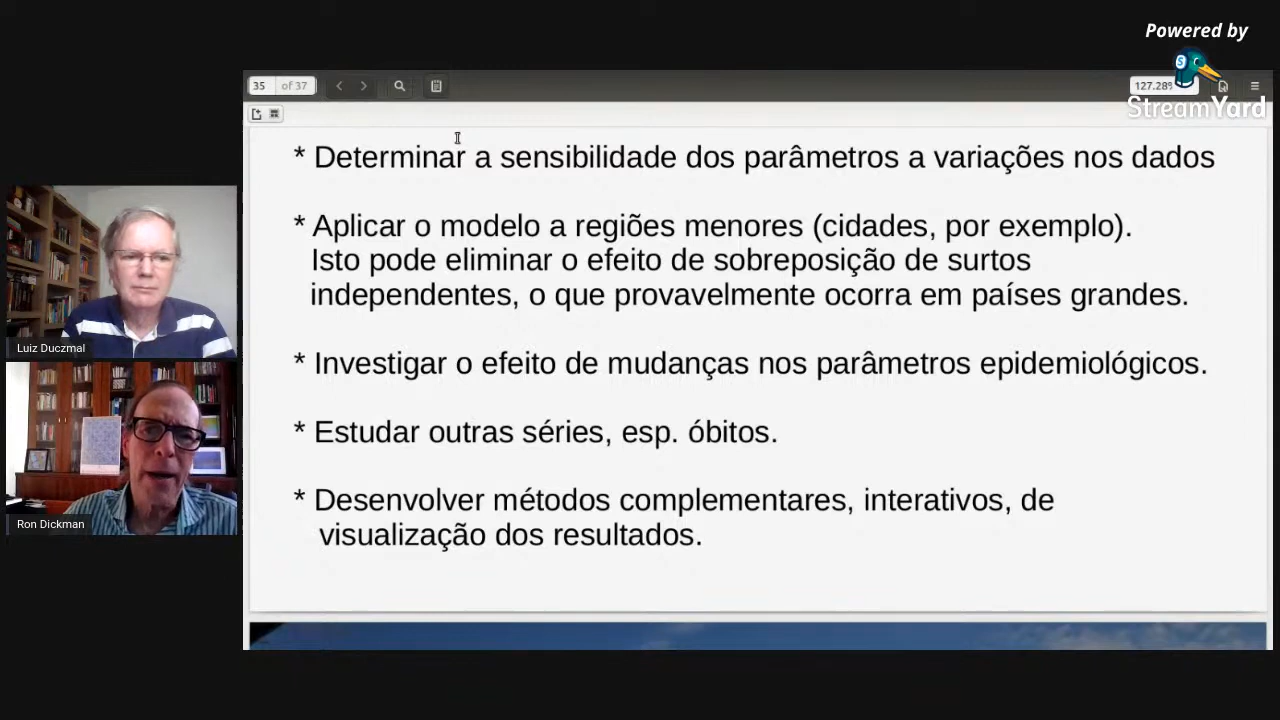 Powered by
StreamYard
35 of 37
127.28%
* Determinar a sensibilidade dos parâmetros a variações nos dados
* Aplicar o modelo a regiões menores (cidades, por exemplo).
Isto pode eliminar o efeito de sobreposição de surtos
independentes, o que provavelmente ocorra em países grandes.
* Investigar o efeito de mudanças nos parâmetros epidemiológicos.
* Estudar outras séries, esp. óbitos.
* Desenvolver métodos complementares, interativos, de
visualização dos resultados.
Luiz Duczmal
Ron Dickman